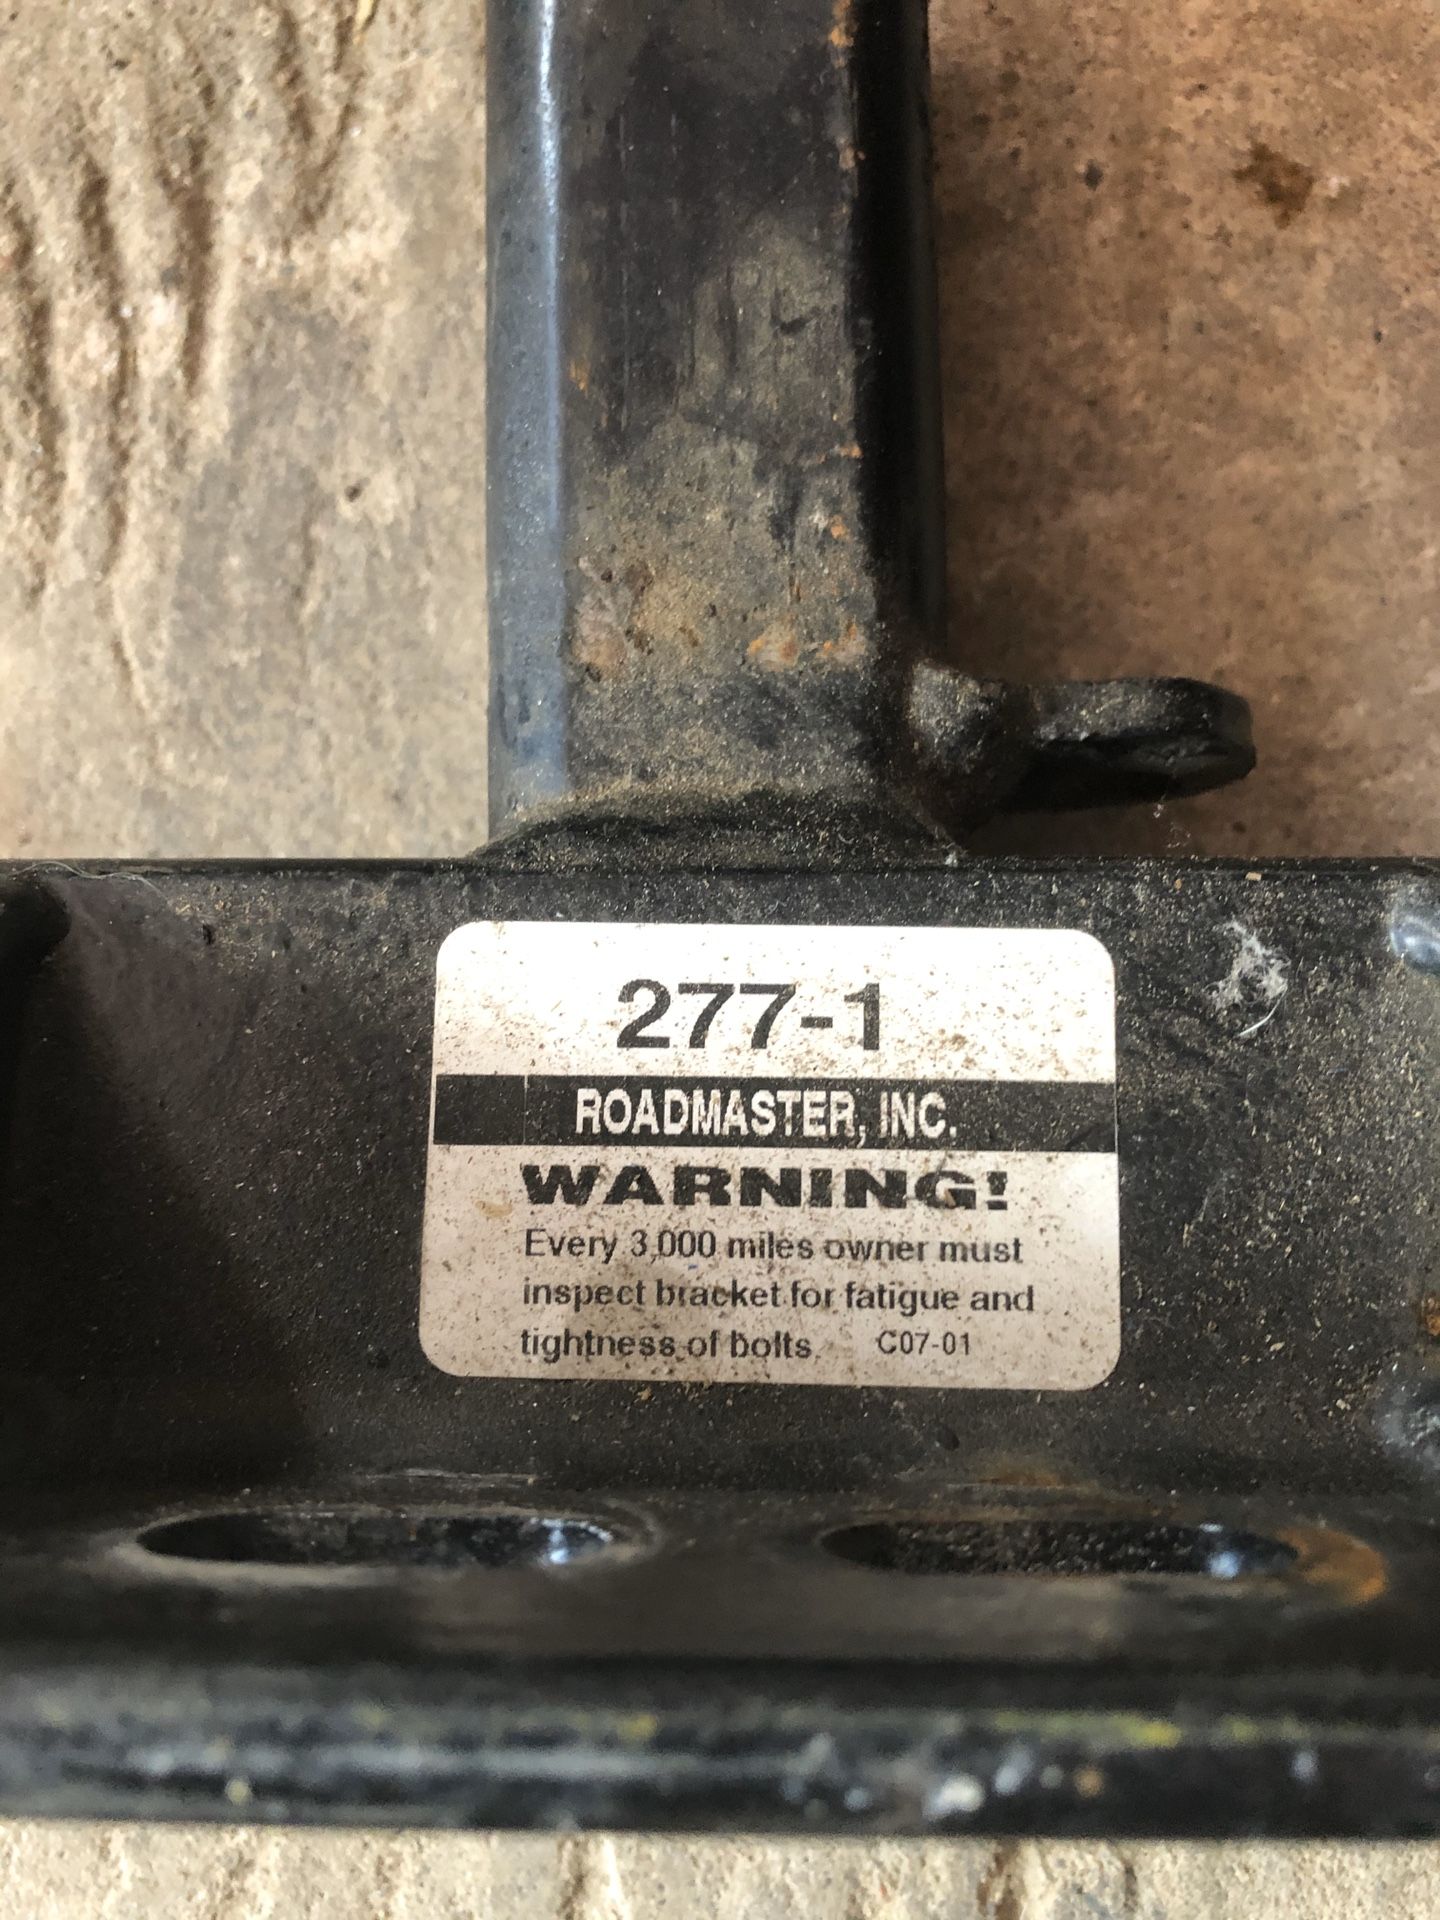 277-1
ROADMASTER, INC.
WARNING!
Every 3,000 miles owner must
inspect bracket for fatigue and
tightness of bolts. C07-01